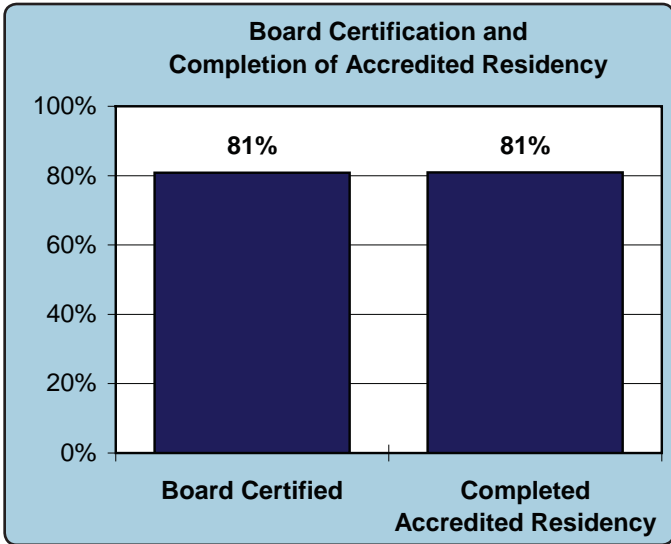 Board Certification and
Completion of Accredited Residency
100%
80%
60%
40%
20%
0%
81%
81%
Board Certified
Completed
Accredited Residency